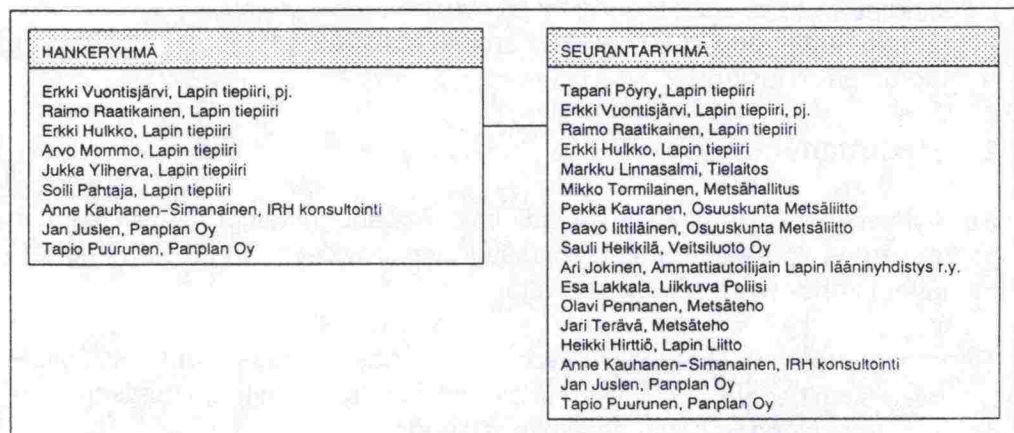 HANKERYHMÄ
Erkki Vuontisjärvi, Lapin tiepiiri, pj.
Raimo Raatikainen, Lapin tiepiiri
Erkki Hulkko, Lapin tiepiiri
Arvo Mommo, Lapin tiepiiri
Jukka Yliherva, Lapin tiepiiri
Soili Pahtaja, Lapin tiepiiri
Anne Kauhanen-Simanainen, IRH konsultointi
Jan Juslen, Panplan Oy
Tapio Puurunen, Panplan Oy
SEURANTARYHMÄ
Tapani Pöyry, Lapin tiepiiri
Erkki Vuontisjärvi, Lapin tiepiiri, pj.
Raimo Raatikainen, Lapin tiepiiri
Erkki Hulkko, Lapin tiepiiri
Markku Linnasalmi, Tielaitos
Mikko Tormilainen, Metsähallitus
Pekka Kauranen, Osuuskunta Metsäliitto
Paavo Iittiläinen, Osuuskunta Metsäliitto
Sauli Heikkilä, Veitsiluoto Oy
Ari Jokinen, Ammattiautoilijain Lapin lääninyhdistys r.y.
Esa Lakkala, Liikkuva Poliisi
Olavi Pennanen, Metsäteho
Jari Terävä, Metsäteho
Heikki Hirttiö, Lapin Liitto
Anne Kauhanen-Simanainen, IRH konsultointi
Jan Juslen, Panplan Oy
Tapio Puurunen, Panplan Oy